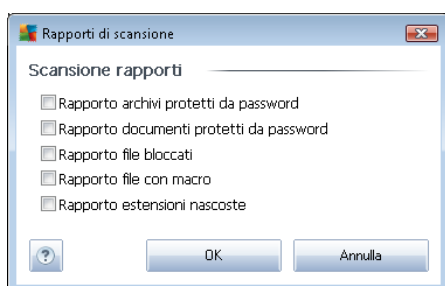 Rapporti di scansione
Scansione rapporti
Rapporto archivi protetti da password
Rapporto documenti protetti da password
Rapporto file bloccati
Rapporto file con macro
Rapporto estensioni nascoste
? OK Annulla